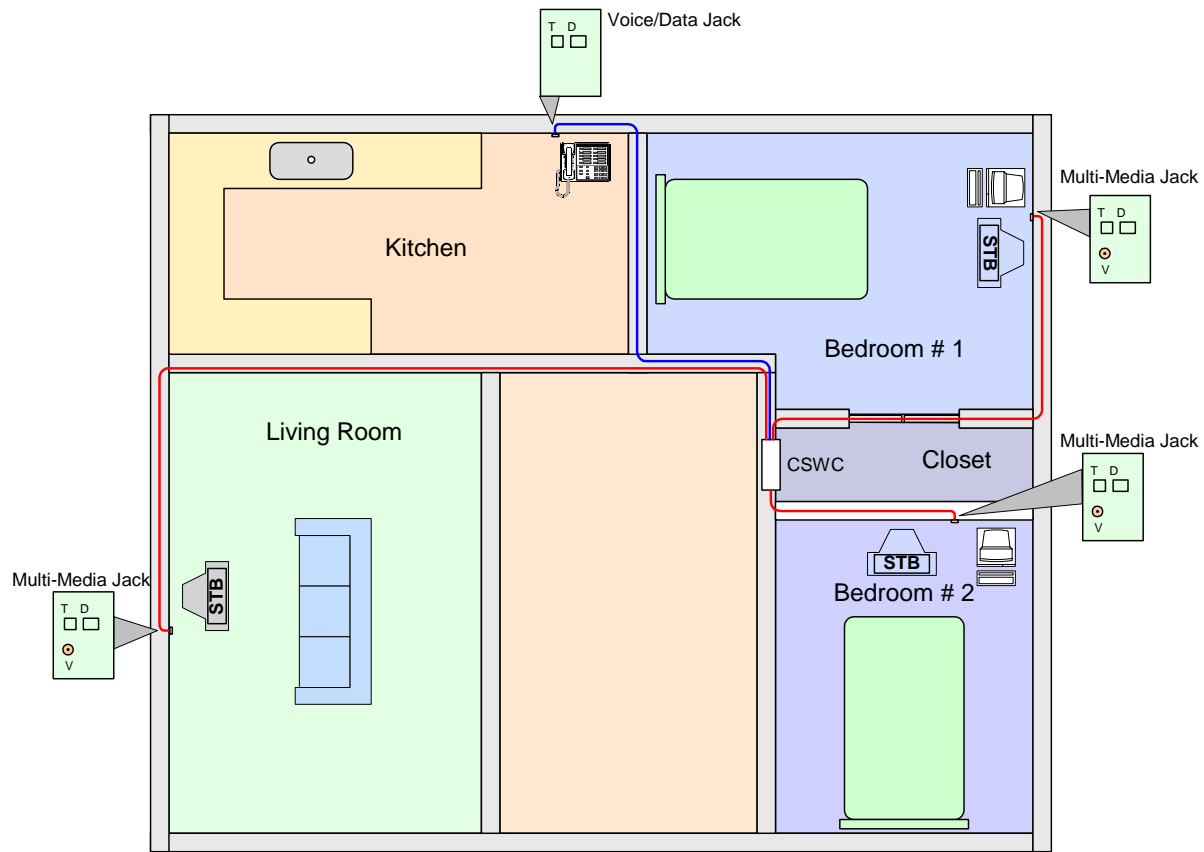 Voice/Data Jack
T D
Multi-Media Jack
T D
V
Kitchen
STB
Bedroom # 1
Living Room
CSWC
Closet
Multi-Media Jack
T D
V
STB
Bedroom # 2
Multi-Media Jack
T D
V
STB